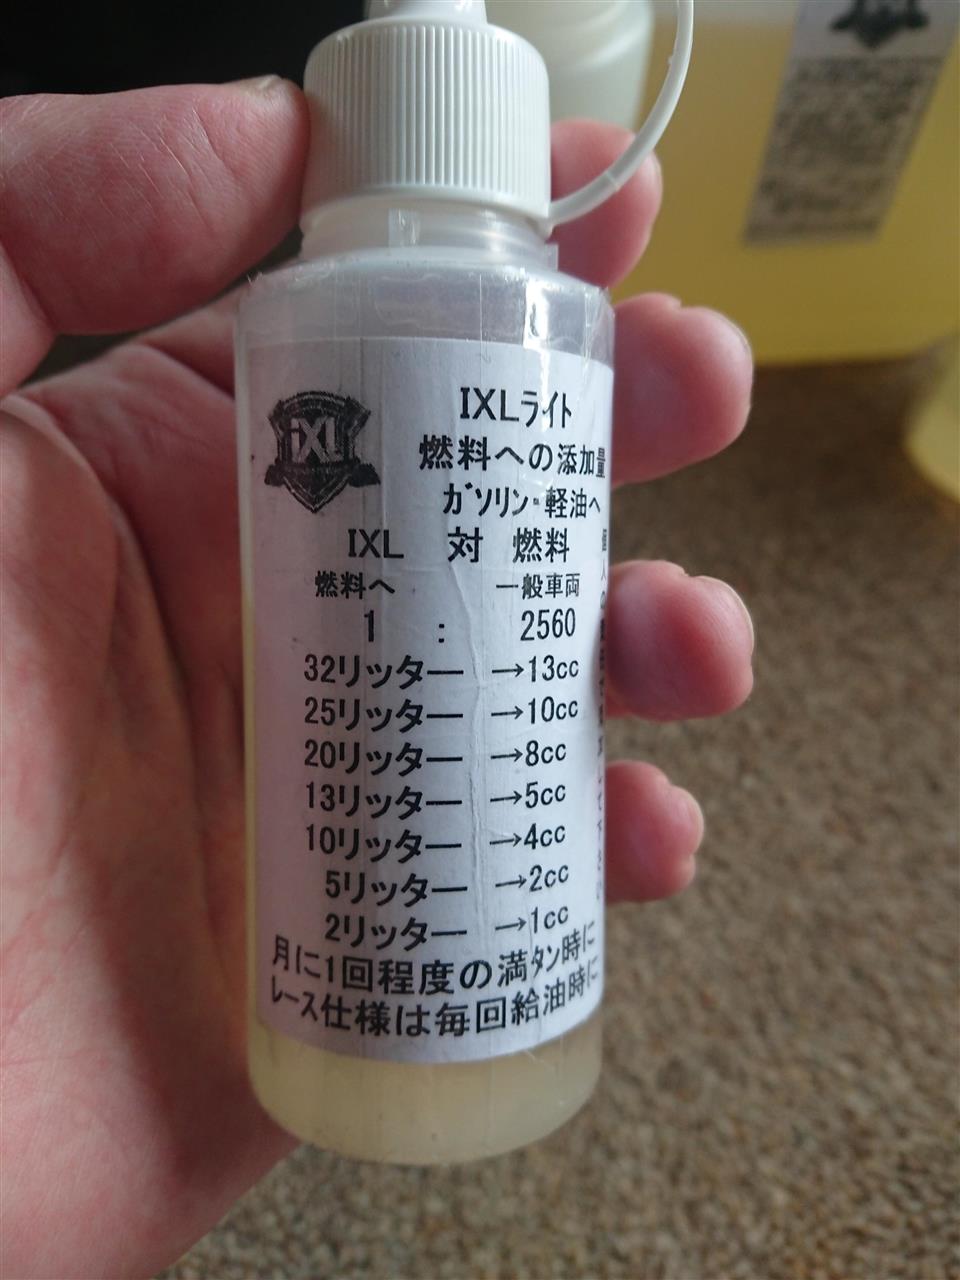 iXL
IXLライト
燃料への添加量
ガソリン・軽油へ
IXL 対 燃料
燃料へ 一般車両
1 : 2560
32リッター →13cc
25リッター →10cc
20リッター →8cc
13リッター →5cc
10リッター →4cc
5リッター →2cc
2リッター →1cc
月に1回程度の満タン時に
レース仕様は毎回給油時に